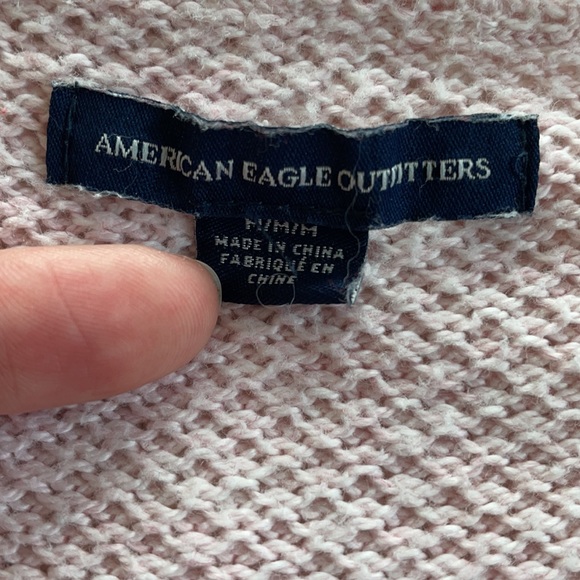 AMERICAN EAGLE OUTFITTERS
M/M/M
MADE IN CHINA
FABRIQUÉ EN
CHINE